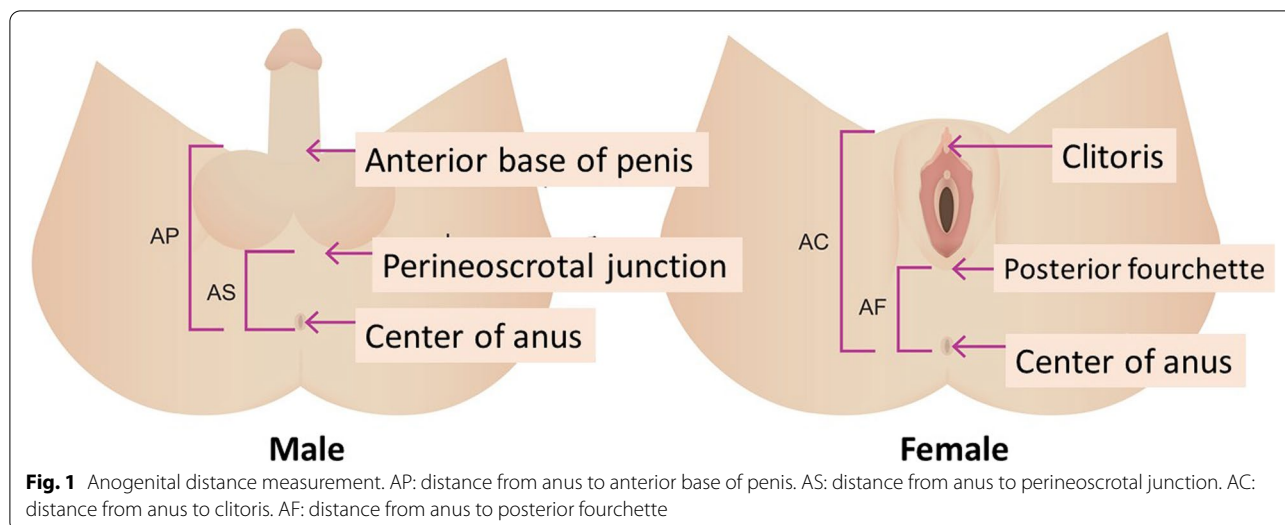 Anterior base of penis
AP
Perineoscrotal junction
AS
Center of anus
Male
Clitoris
AC
Posterior fourchette
AF
Center of anus
Female
Fig. 1 Anogenital distance measurement. AP: distance from anus to anterior base of penis. AS: distance from anus to perineoscrotal junction. AC:
distance from anus to clitoris. AF: distance from anus to posterior fourchette